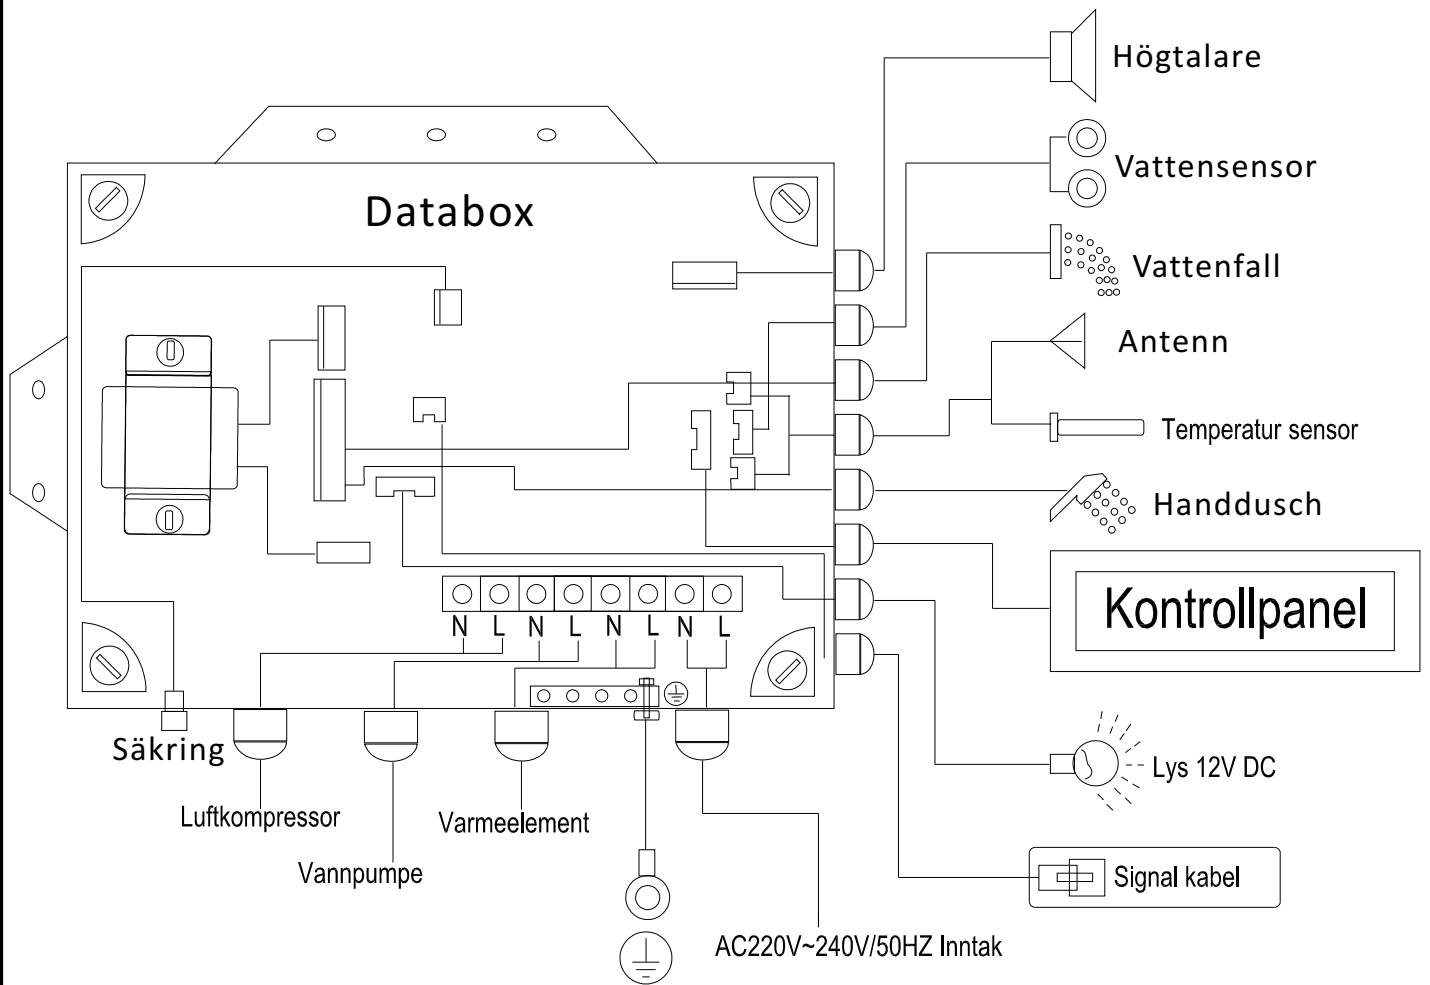 Högtalare
Vattensensor
Databox
Vattenfall
Antenn
Temperatur sensor
Handdusch
Kontrollpanel
N L N L N L N L
Säkring
Lys 12V DC
Luftkompressor
Varmeelement
Vannpumpe
Signal kabel
AC220V~240V/50HZ Inntak